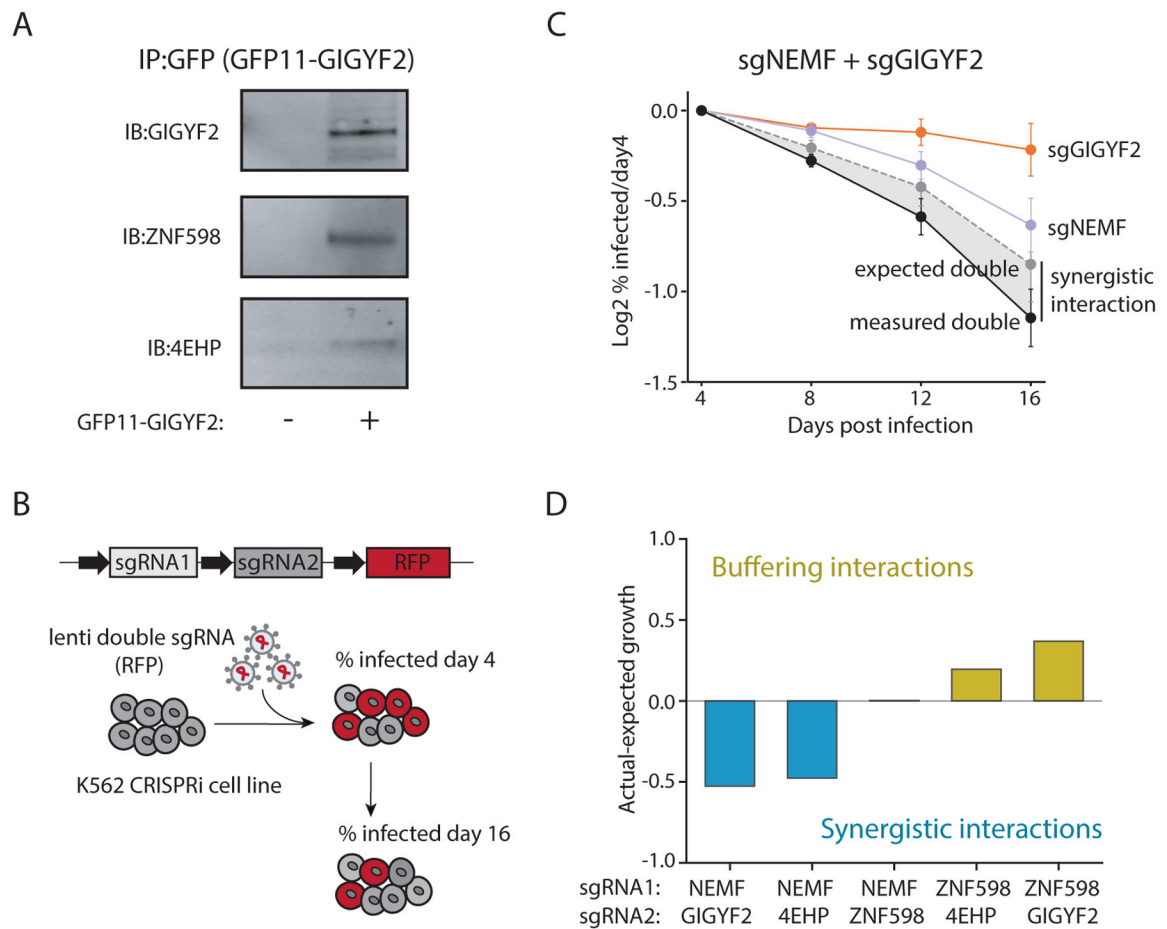 A
IP:GFP (GFP11-GIGYF2)
IB:GIGYF2
IB:ZNF598
IB:4EHP
GFP11-GIGYF2: - +
B
sgRNA1 sgRNA2 RFP
lenti double sgRNA
(RFP)
% infected day 4
K562 CRISPRi cell line
% infected day 16
C
sgNEMF + sgGIGYF2
Log2 % infected/day4
0.0
-0.5
-1.0
-1.5
4 8 12 16
Days post infection
sgGIGYF2
sgNEMF
expected double
measured double
synergistic
interaction
D
Actual-expected growth
1.0
0.5
0.0
-0.5
-1.0
Buffering interactions
Synergistic interactions
sgRNA1: NEMF NEMF NEMF ZNF598 ZNF598
sgRNA2: GIGYF2 4EHP ZNF598 4EHP GIGYF2